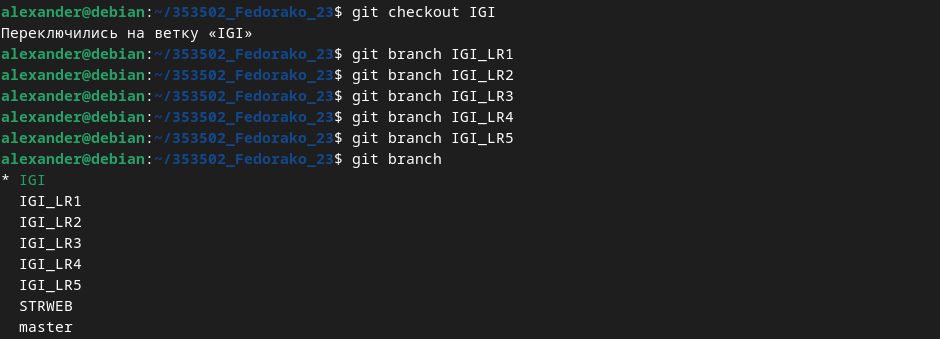 alexander@debian:~/353502_Fedorako_23$ git checkout IGI
Переключились на ветку «IGI»
alexander@debian:~/353502_Fedorako_23$ git branch IGI_LR1
alexander@debian:~/353502_Fedorako_23$ git branch IGI_LR2
alexander@debian:~/353502_Fedorako_23$ git branch IGI_LR3
alexander@debian:~/353502_Fedorako_23$ git branch IGI_LR4
alexander@debian:~/353502_Fedorako_23$ git branch IGI_LR5
alexander@debian:~/353502_Fedorako_23$ git branch
* IGI
  IGI_LR1
  IGI_LR2
  IGI_LR3
  IGI_LR4
  IGI_LR5
  STRWEB
  master